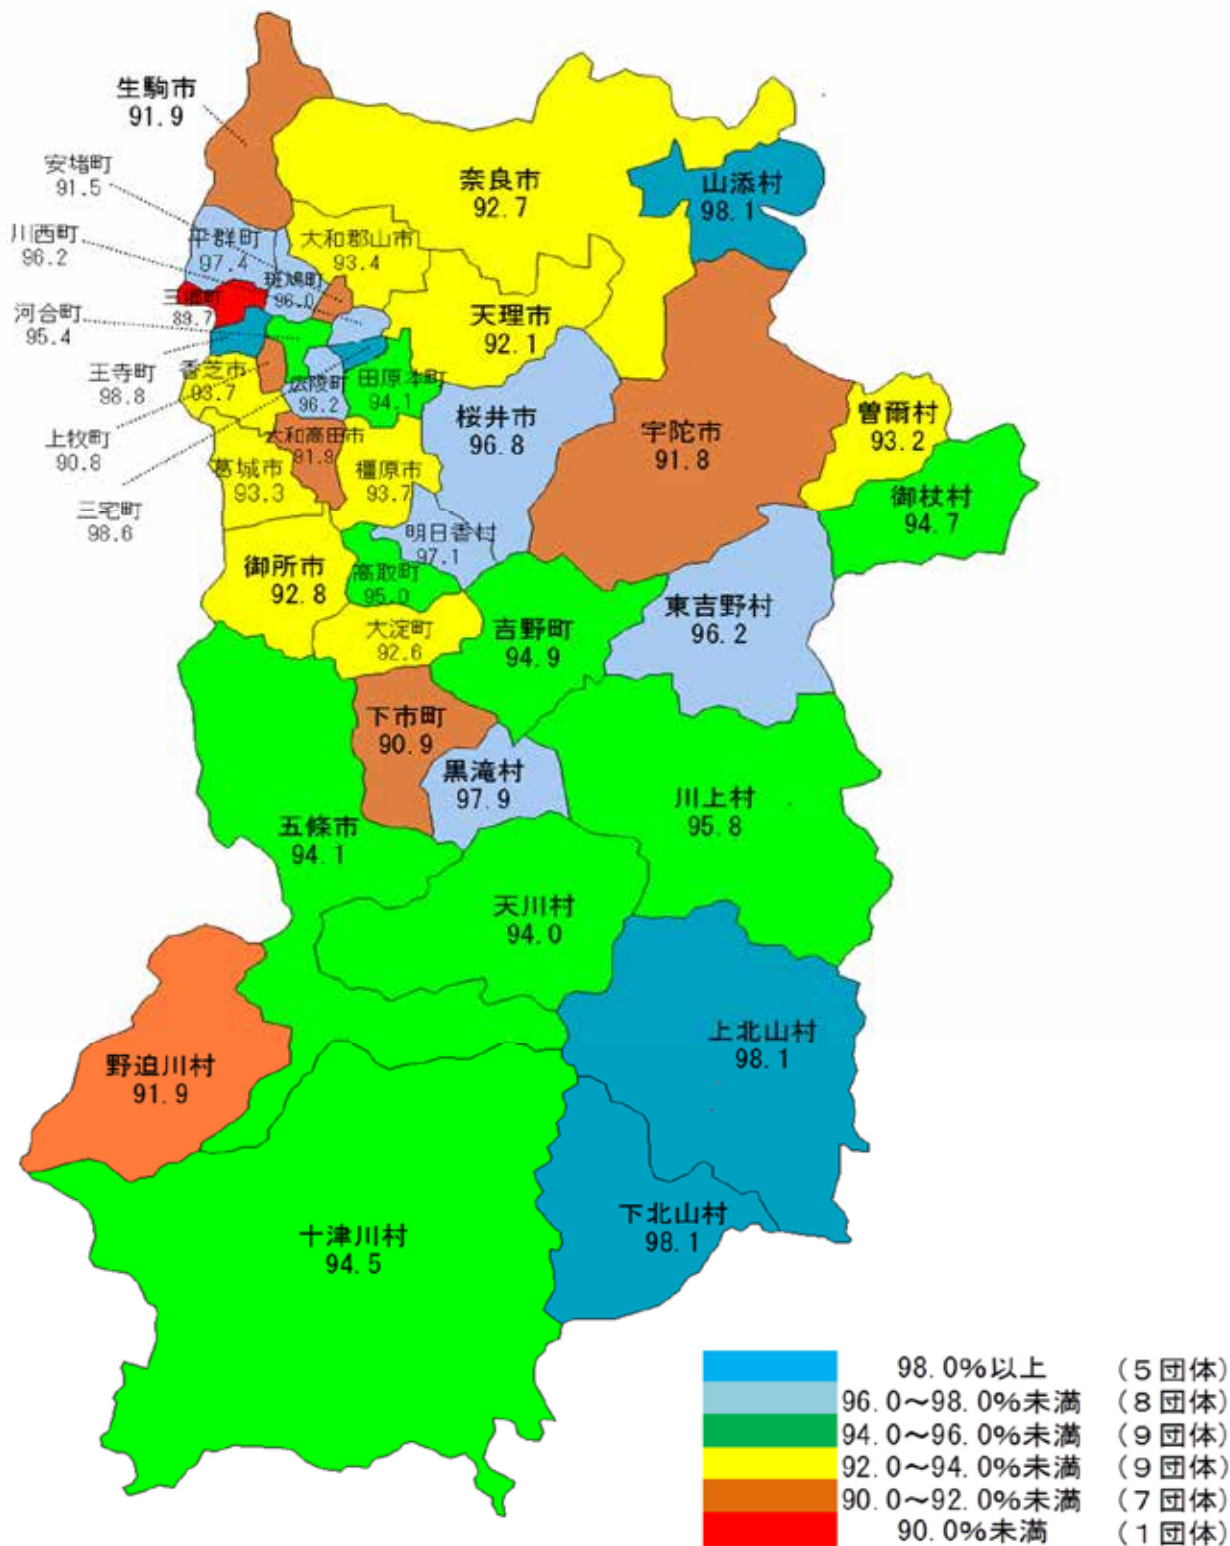 生駒市
91.9
安堵町
91.5
奈良市
92.7
山添村
98.1
川西町
96.2
平群町
97.4
大和郡山市
93.4
斑鳩町
96.0
三郷町
89.7
河合町
95.4
天理市
92.1
王寺町
98.8
香芝市
93.7
広陵町
96.2
田原本町
94.1
桜井市
96.8
宇陀市
91.8
曽爾村
93.2
上牧町
90.8
大和高田市
91.9
葛城市
93.3
橿原市
93.7
御杖村
94.7
三宅町
98.6
明日香村
97.1
御所市
92.8
高取町
95.0
東吉野村
96.2
大淀町
92.6
吉野町
94.9
下市町
90.9
黒滝村
97.9
川上村
95.8
五條市
94.1
天川村
94.0
上北山村
98.1
野迫川村
91.9
下北山村
98.1
十津川村
94.5
98.0%以上 （5団体）
96.0～98.0%未満 （8団体）
94.0～96.0%未満 （9団体）
92.0～94.0%未満 （9団体）
90.0～92.0%未満 （7団体）
90.0%未満 （1団体）